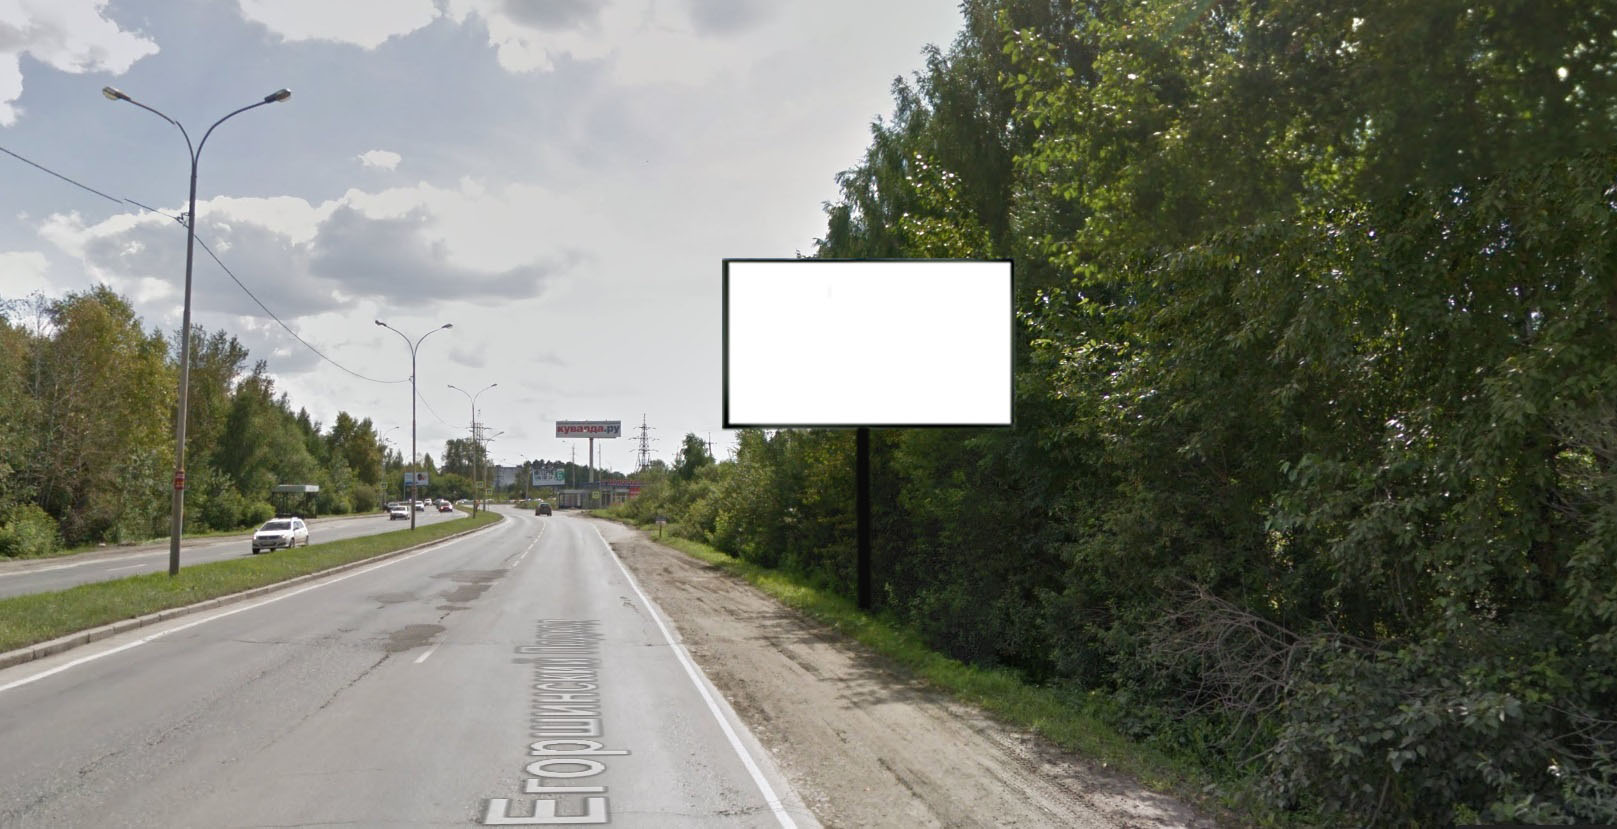 кувалда.ру
Егоршинский Подход